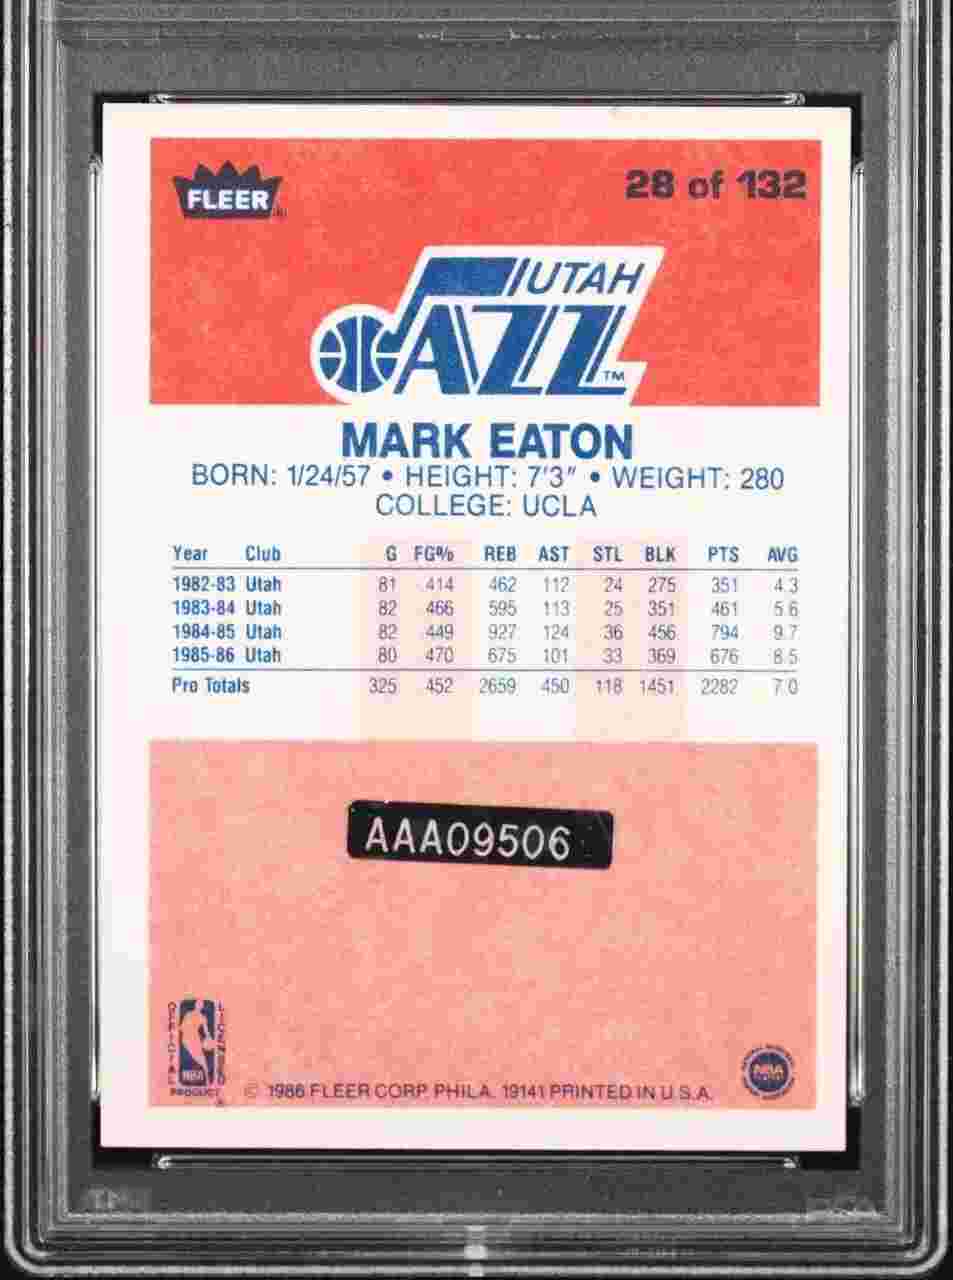 FLEER
28 of 132
UTAH
JAZZ TM
MARK EATON
BORN: 1/24/57 • HEIGHT: 7'3" • WEIGHT: 280
COLLEGE: UCLA
Year Club G FG% REB AST STL BLK PTS AVG
1982-83 Utah 81 .414 462 112 24 275 351 4.3
1983-84 Utah 82 .466 595 113 25 351 461 5.6
1984-85 Utah 82 .449 927 124 36 456 794 9.7
1985-86 Utah 80 .470 675 101 33 369 676 8.5
Pro Totals 325 .452 2659 450 118 1451 2282 7.0
AAA09506
OFFICIAL LICENSED
NBA
PRODUCT
© 1986 FLEER CORP. PHILA. 19141 PRINTED IN U.S.A.